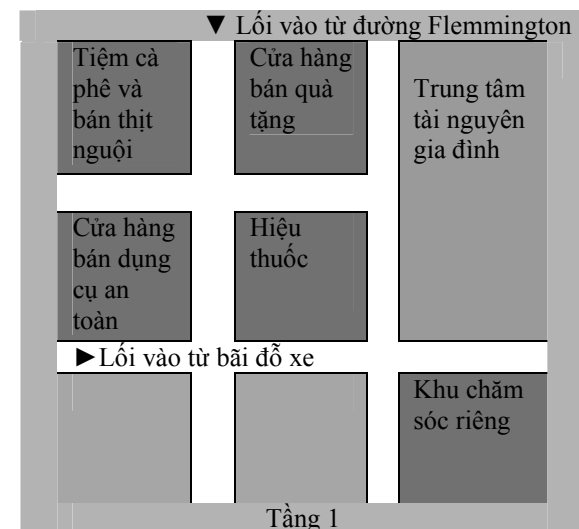 ▼ Lối vào từ đường Flemmington
Tiệm cà
phê và
bán thịt
nguội
Cửa hàng
bán quà
tặng
Trung tâm
tài nguyên
gia đình
Cửa hàng
bán dụng
cụ an
toàn
Hiệu
thuốc
►Lối vào từ bãi đỗ xe
Khu chăm
sóc riêng
Tầng 1